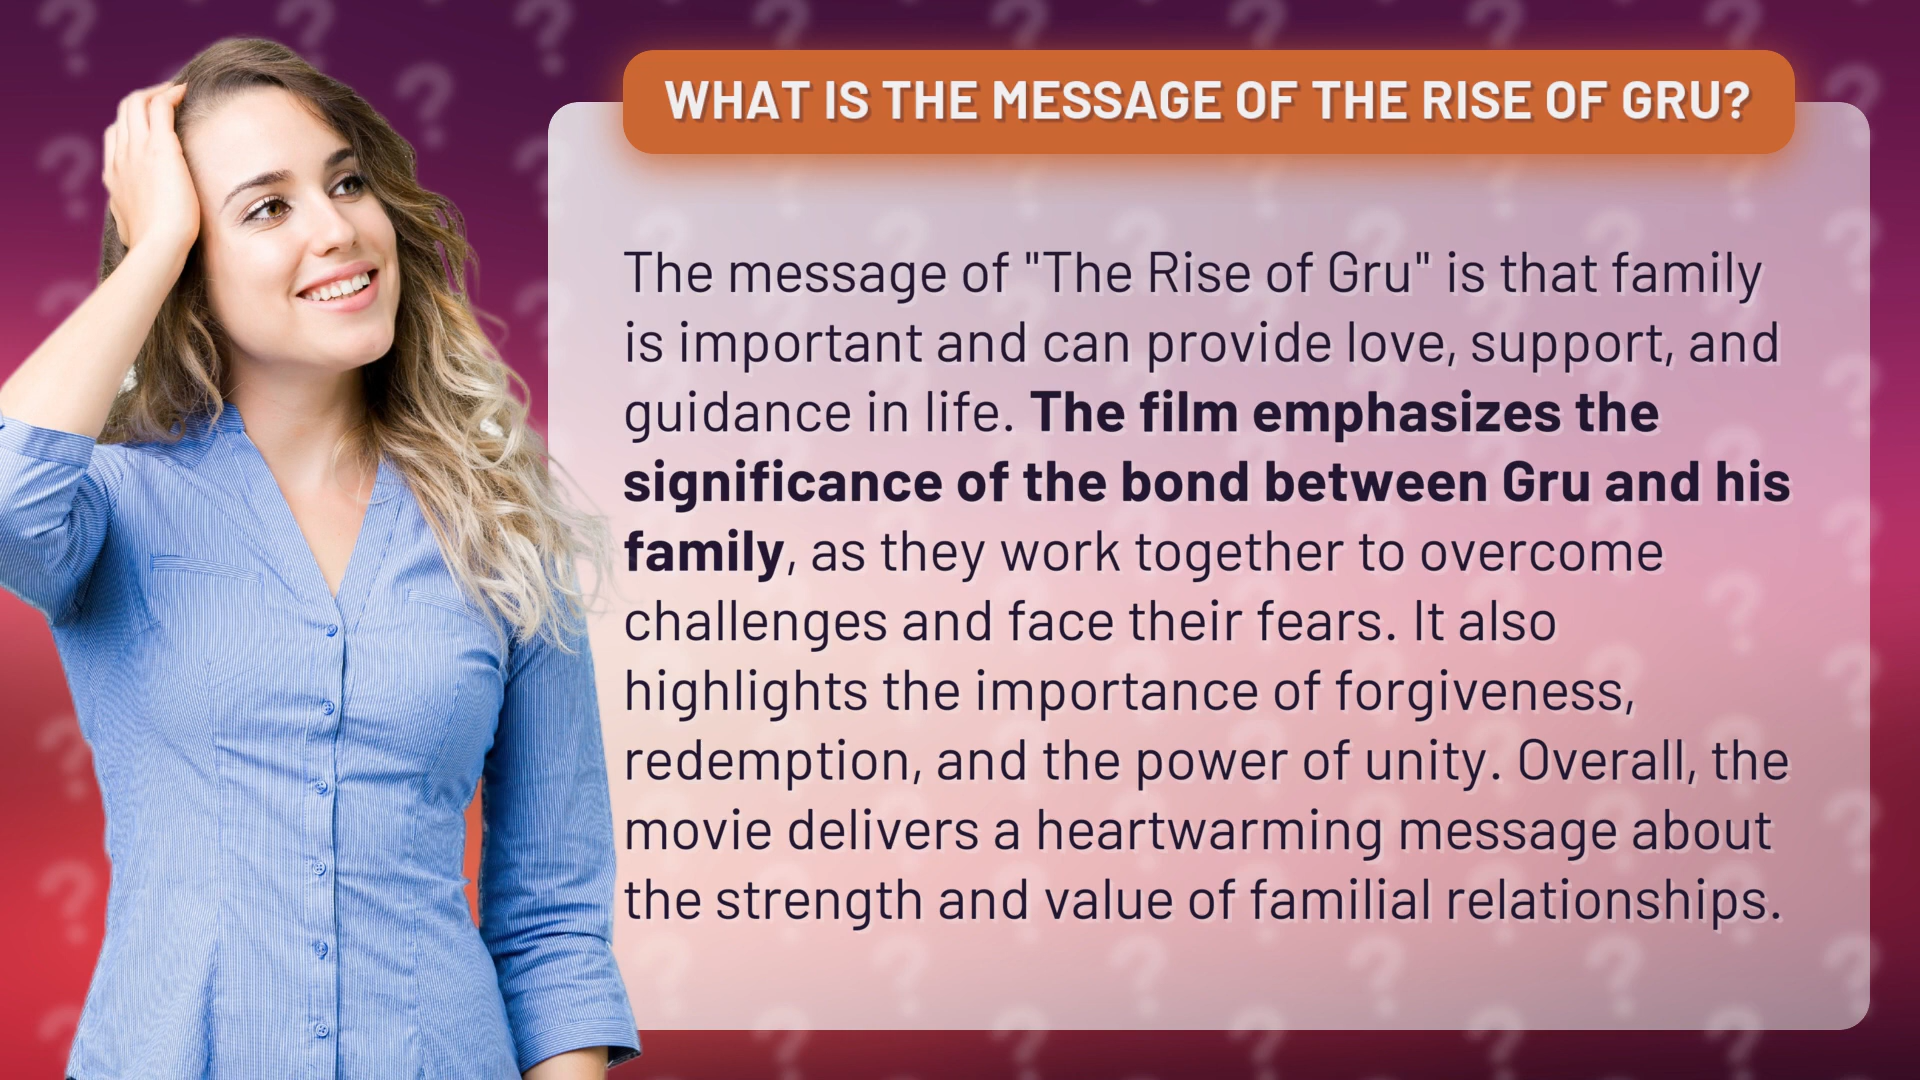 WHAT IS THE MESSAGE OF THE RISE OF GRU?
The message of "The Rise of Gru" is that family
is important and can provide love, support, and
guidance in life. The film emphasizes the
significance of the bond between Gru and his
family, as they work together to overcome
challenges and face their fears. It also
highlights the importance of forgiveness,
redemption, and the power of unity. Overall, the
movie delivers a heartwarming message about
the strength and value of familial relationships.